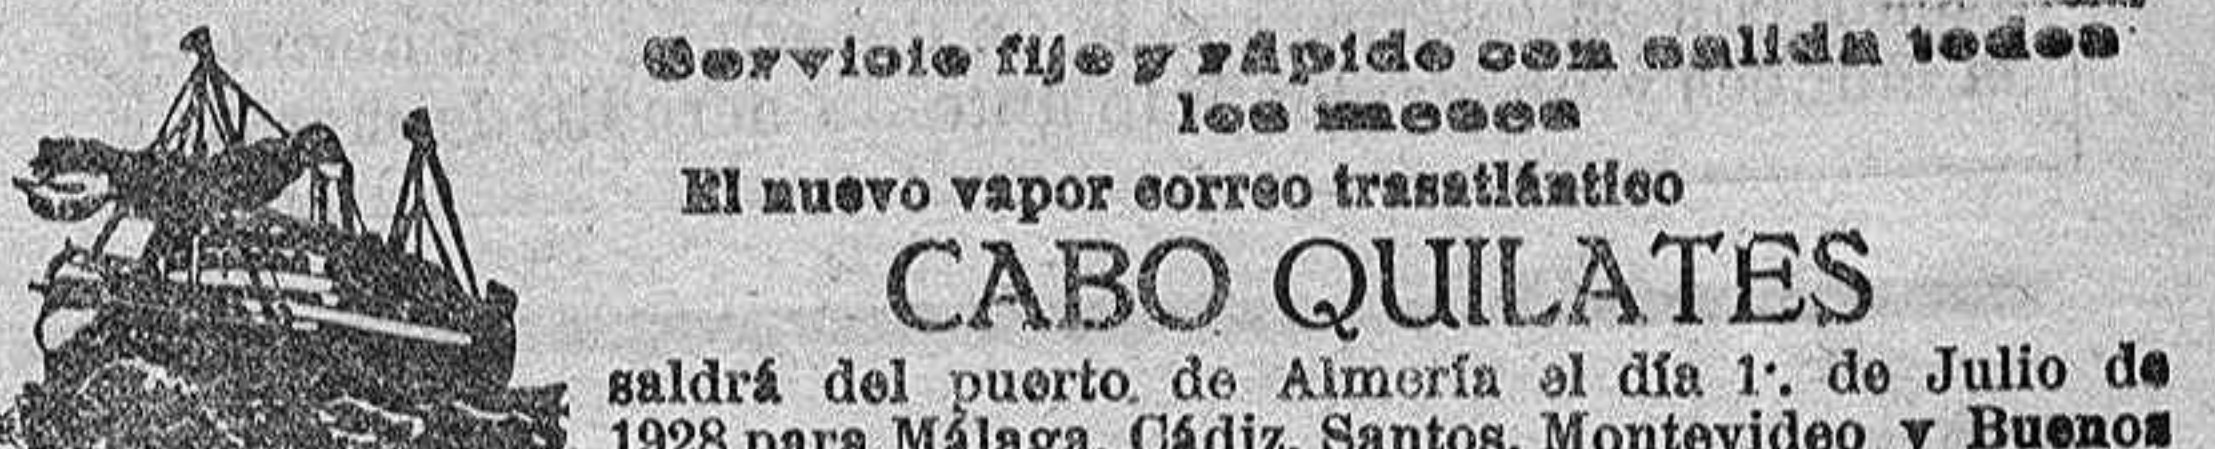 Servicio fijo y rápido con salida todos
los meses
El nuevo vapor correo trasatlántico
CABO QUILATES
saldrá del puerto de Almería el día 1·. de Julio de
1928 para Málaga, Cádiz, Santos, Montevideo y Buenos